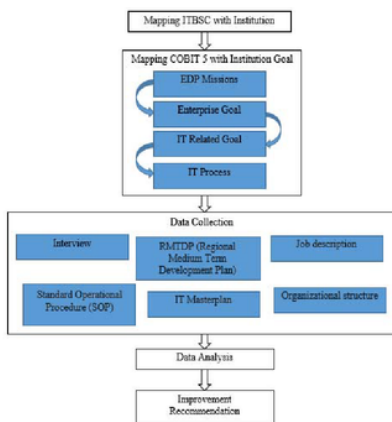 Mapping ITBSC with Institution
Mapping COBIT 5 with Institution Goal
EDP Missions
Enterprise Goal
IT Related Goal
IT Process
Data Collection
Interview
RMTDP (Regional
Medium Term
Development Plan)
Job description
Standard Operational
Procedure (SOP)
IT Masterplan
Organizational structure
Data Analysis
Improvement
Recommendation